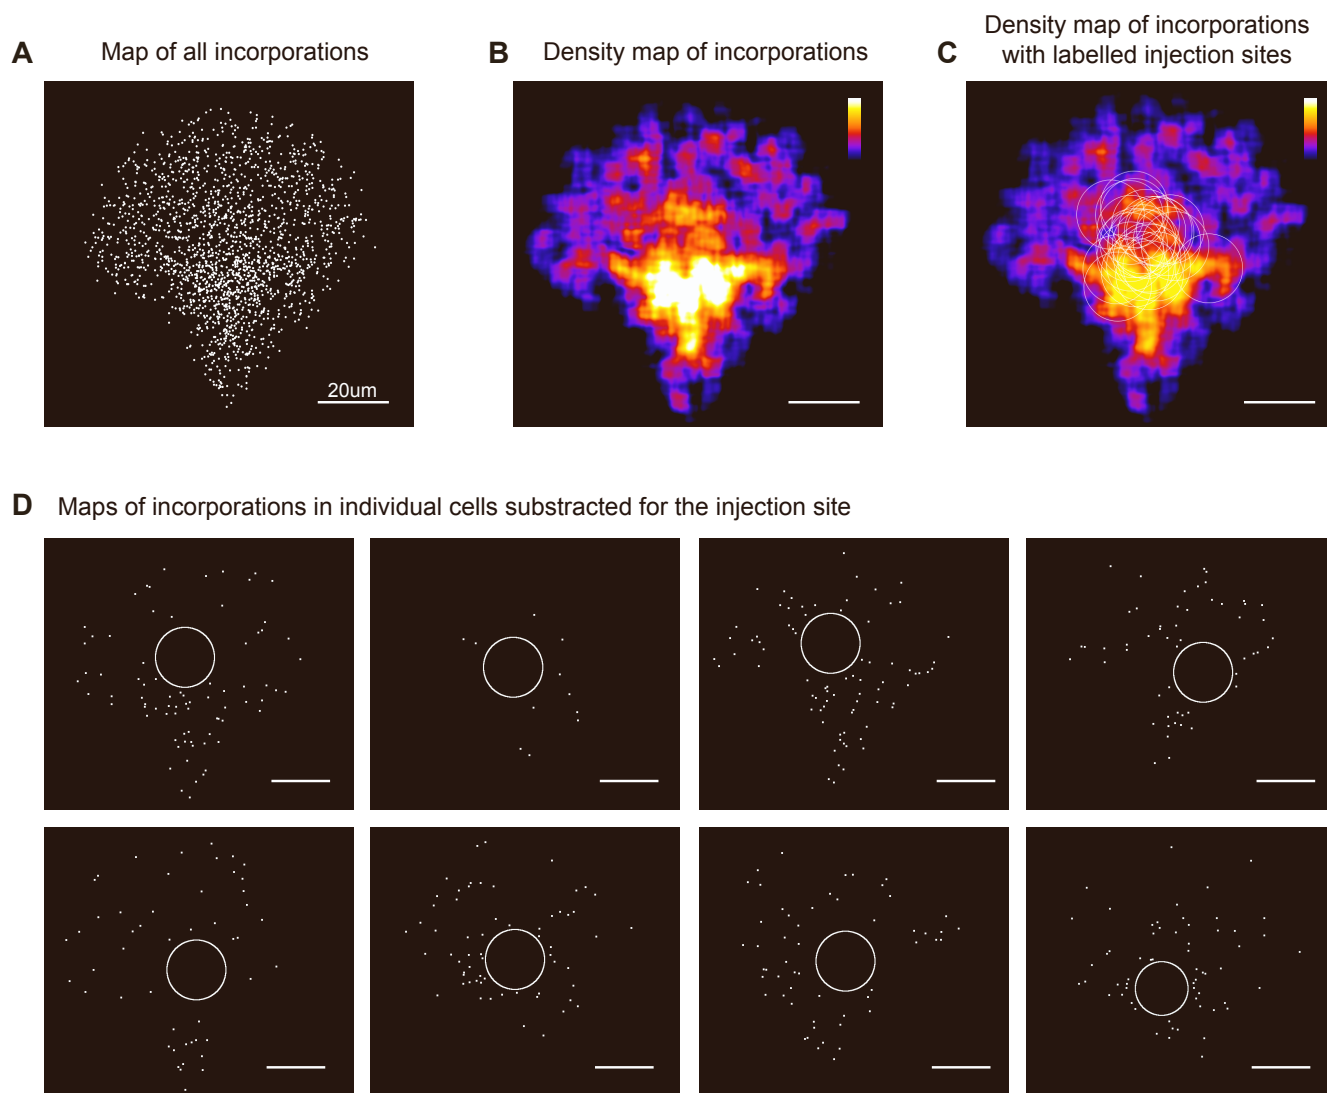 A Map of all incorporations
B Density map of incorporations
C Density map of incorporations
with labelled injection sites
20um
D Maps of incorporations in individual cells substracted for the injection site